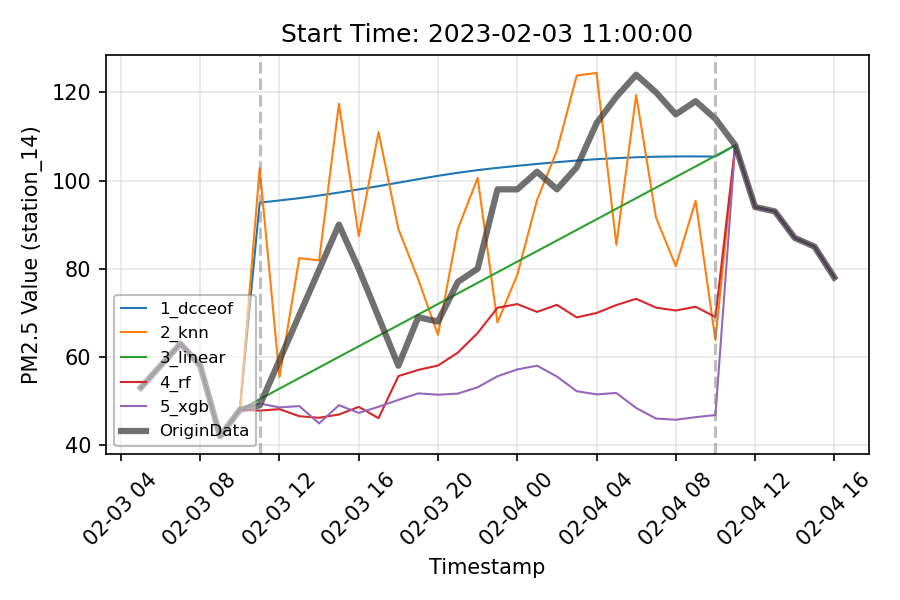 Start Time: 2023-02-03 11:00:00
PM2.5 Value (station_14)
120
100
80
60
40
1_dcceof
2_knn
3_linear
4_rf
5_xgb
OriginData
02-03 04
02-03 08
02-03 12
02-03 16
02-03 20
02-04 00
02-04 04
02-04 08
02-04 12
02-04 16
Timestamp